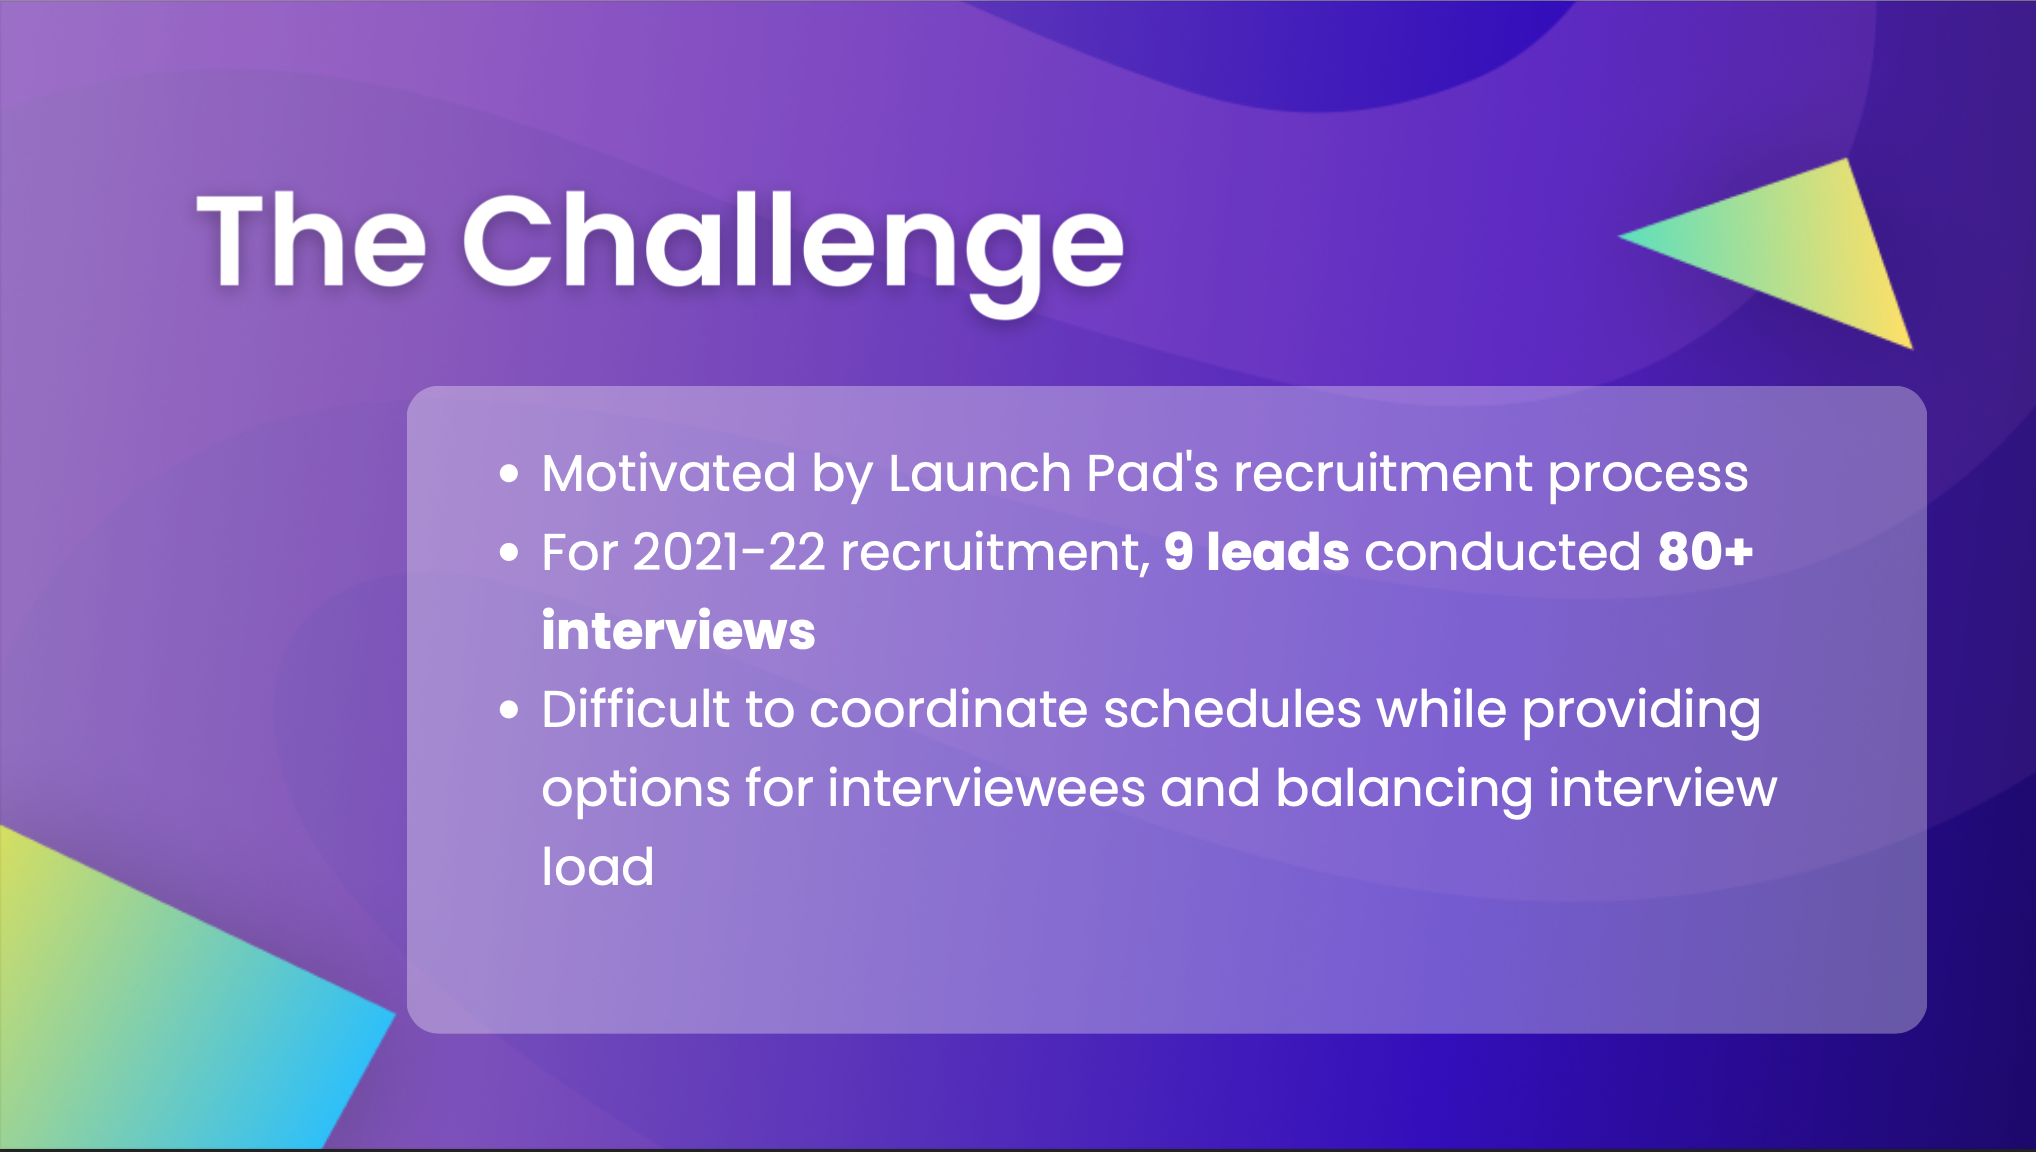 The Challenge
• Motivated by Launch Pad's recruitment process
• For 2021-22 recruitment, 9 leads conducted 80+
interviews
• Difficult to coordinate schedules while providing
options for interviewees and balancing interview
load